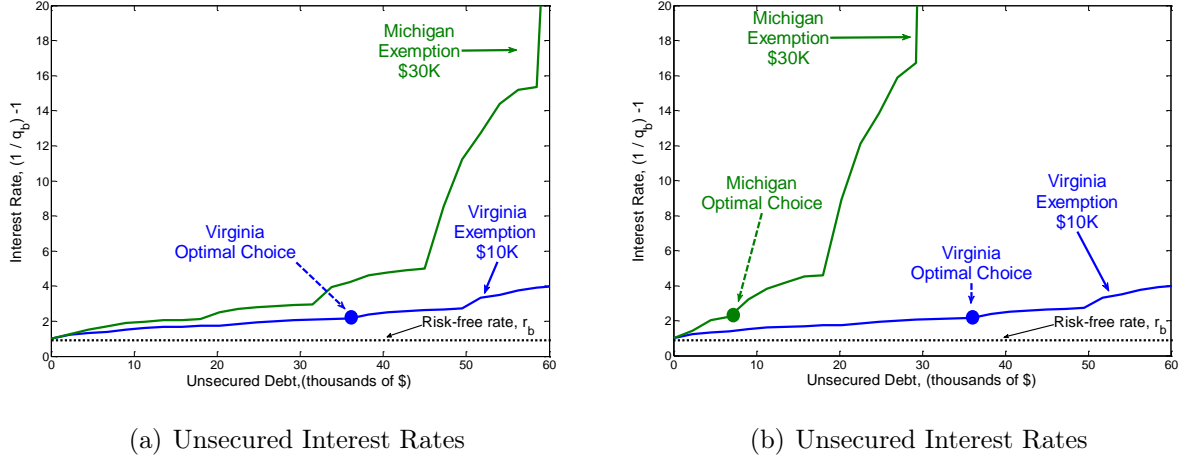 20
18
16
14
12
10
8
6
4
2
0
Interest Rate, (1 / q_b) -1
Michigan
Exemption
$30K
Virginia
Optimal Choice
Virginia
Exemption
$10K
Risk-free rate, r_b
0 10 20 30 40 50 60
Unsecured Debt,(thousands of $)
(a) Unsecured Interest Rates
20
18
16
14
12
10
8
6
4
2
0
Interest Rate, (1 / q_b) -1
Michigan
Exemption
$30K
Michigan
Optimal Choice
Virginia
Exemption
$10K
Virginia
Optimal Choice
Risk-free rate, r_b
0 10 20 30 40 50 60
Unsecured Debt, (thousands of $)
(b) Unsecured Interest Rates